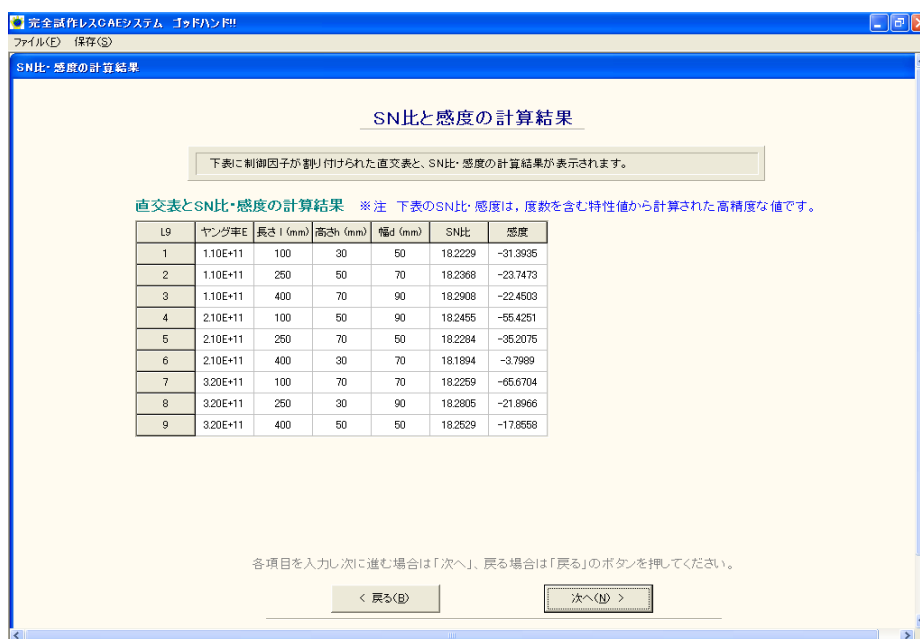 完全試作レスCAEシステム ゴッドハンド!!
ファイル(F) 保存(S)
SN比・感度の計算結果
SN比と感度の計算結果
下表に制御因子が割り付けられた直交表と、SN比・感度の計算結果が表示されます。
直交表とSN比・感度の計算結果 ※注 下表のSN比・感度は，度数を含む特性値から計算された高精度な値です。
L9 ヤング率E 長さl (mm) 高さh (mm) 幅d (mm) SN比 感度
1 1.10E+11 100 30 50 18.2229 -31.3935
2 1.10E+11 250 50 70 18.2368 -23.7473
3 1.10E+11 400 70 90 18.2908 -22.4503
4 2.10E+11 100 50 90 18.2455 -55.4251
5 2.10E+11 250 70 50 18.2284 -35.2075
6 2.10E+11 400 30 70 18.1894 -3.7989
7 3.20E+11 100 70 70 18.2259 -65.6704
8 3.20E+11 250 30 90 18.2805 -21.8966
9 3.20E+11 400 50 50 18.2529 -17.8558
各項目を入力し次に進む場合は「次へ」、戻る場合は「戻る」のボタンを押してください。
< 戻る(B) 次へ(N) >